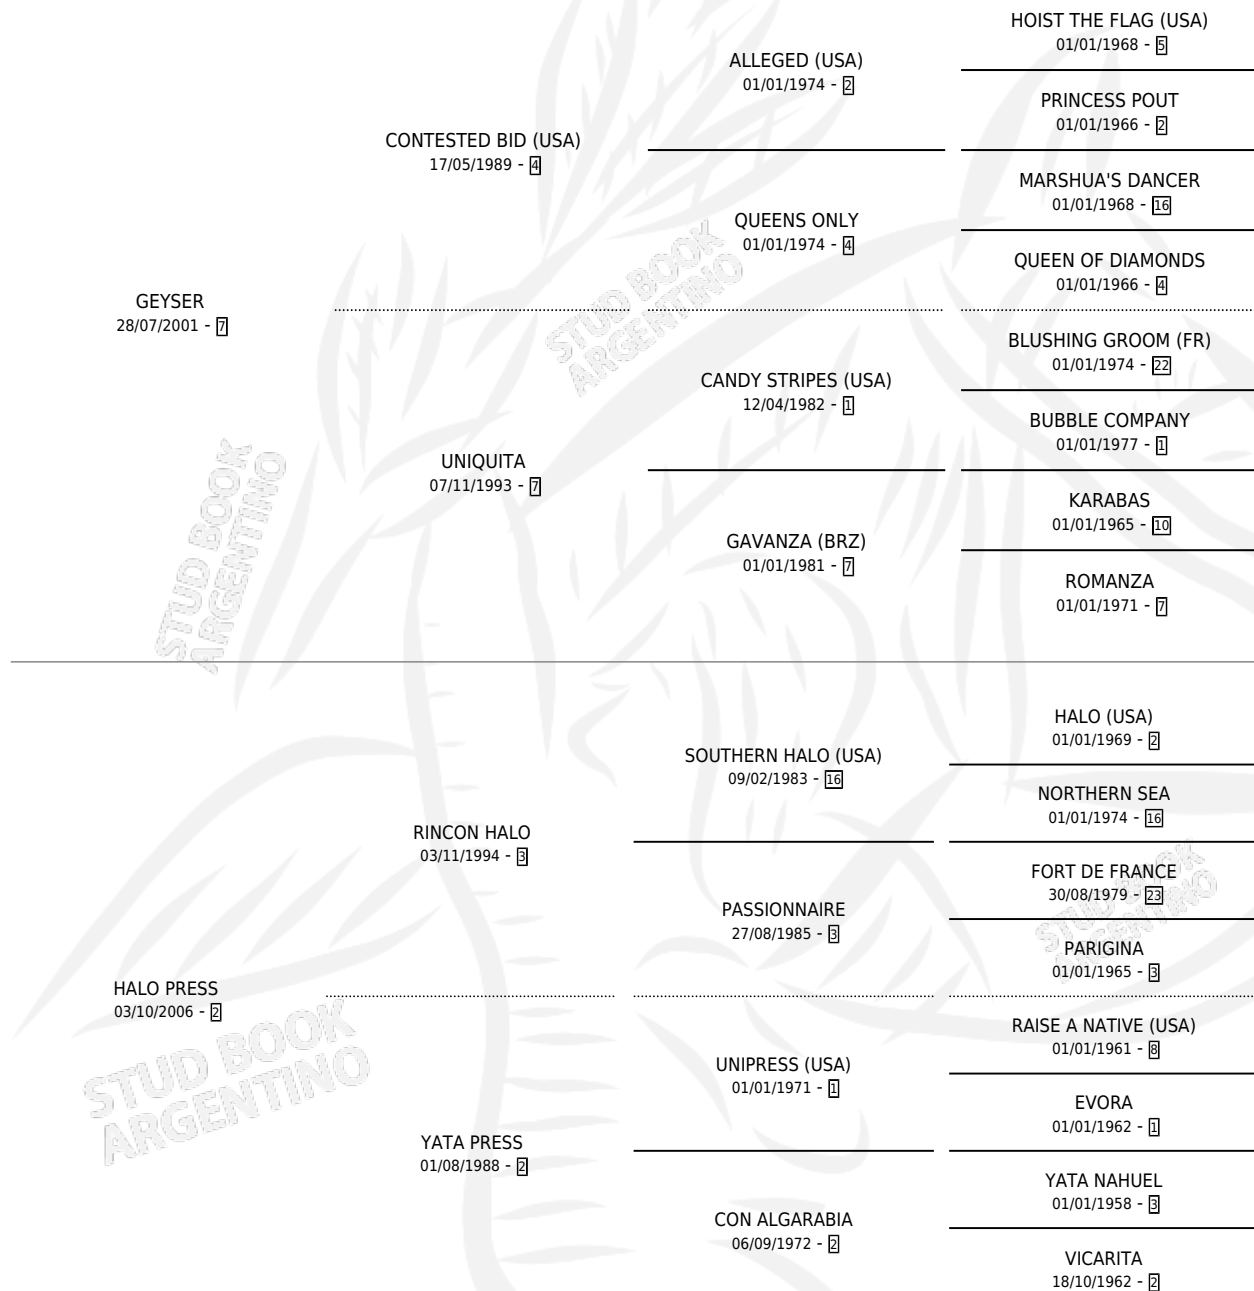 HOIST THE FLAG (USA)
01/01/1968 - 5
ALLEGED (USA)
01/01/1974 - 2
PRINCESS POUT
01/01/1966 - 2
CONTESTED BID (USA)
17/05/1989 - 4
MARSHUA'S DANCER
01/01/1968 - 16
QUEENS ONLY
01/01/1974 - 4
QUEEN OF DIAMONDS
01/01/1966 - 4
GEYSER
28/07/2001 - 7
BLUSHING GROOM (FR)
01/01/1974 - 22
CANDY STRIPES (USA)
12/04/1982 - 1
BUBBLE COMPANY
01/01/1977 - 1
UNIQUITA
07/11/1993 - 7
KARABAS
01/01/1965 - 10
GAVANZA (BRZ)
01/01/1981 - 7
ROMANZA
01/01/1971 - 7
HALO (USA)
01/01/1969 - 2
SOUTHERN HALO (USA)
09/02/1983 - 16
NORTHERN SEA
01/01/1974 - 16
RINCON HALO
03/11/1994 - 3
FORT DE FRANCE
30/08/1979 - 23
PASSIONNAIRE
27/08/1985 - 3
PARIGINA
01/01/1965 - 3
HALO PRESS
03/10/2006 - 2
RAISE A NATIVE (USA)
01/01/1961 - 8
UNIPRESS (USA)
01/01/1971 - 1
EVORA
01/01/1962 - 1
YATA PRESS
01/08/1988 - 2
YATA NAHUEL
01/01/1958 - 3
CON ALGARABIA
06/09/1972 - 2
VICARITA
18/10/1962 - 2
STUD BOOK
ARGENTINO
STUD BOOK
ARGENTINO
STUD BOOK
ARGENTINO
STUD BOOK
ARGENTINO